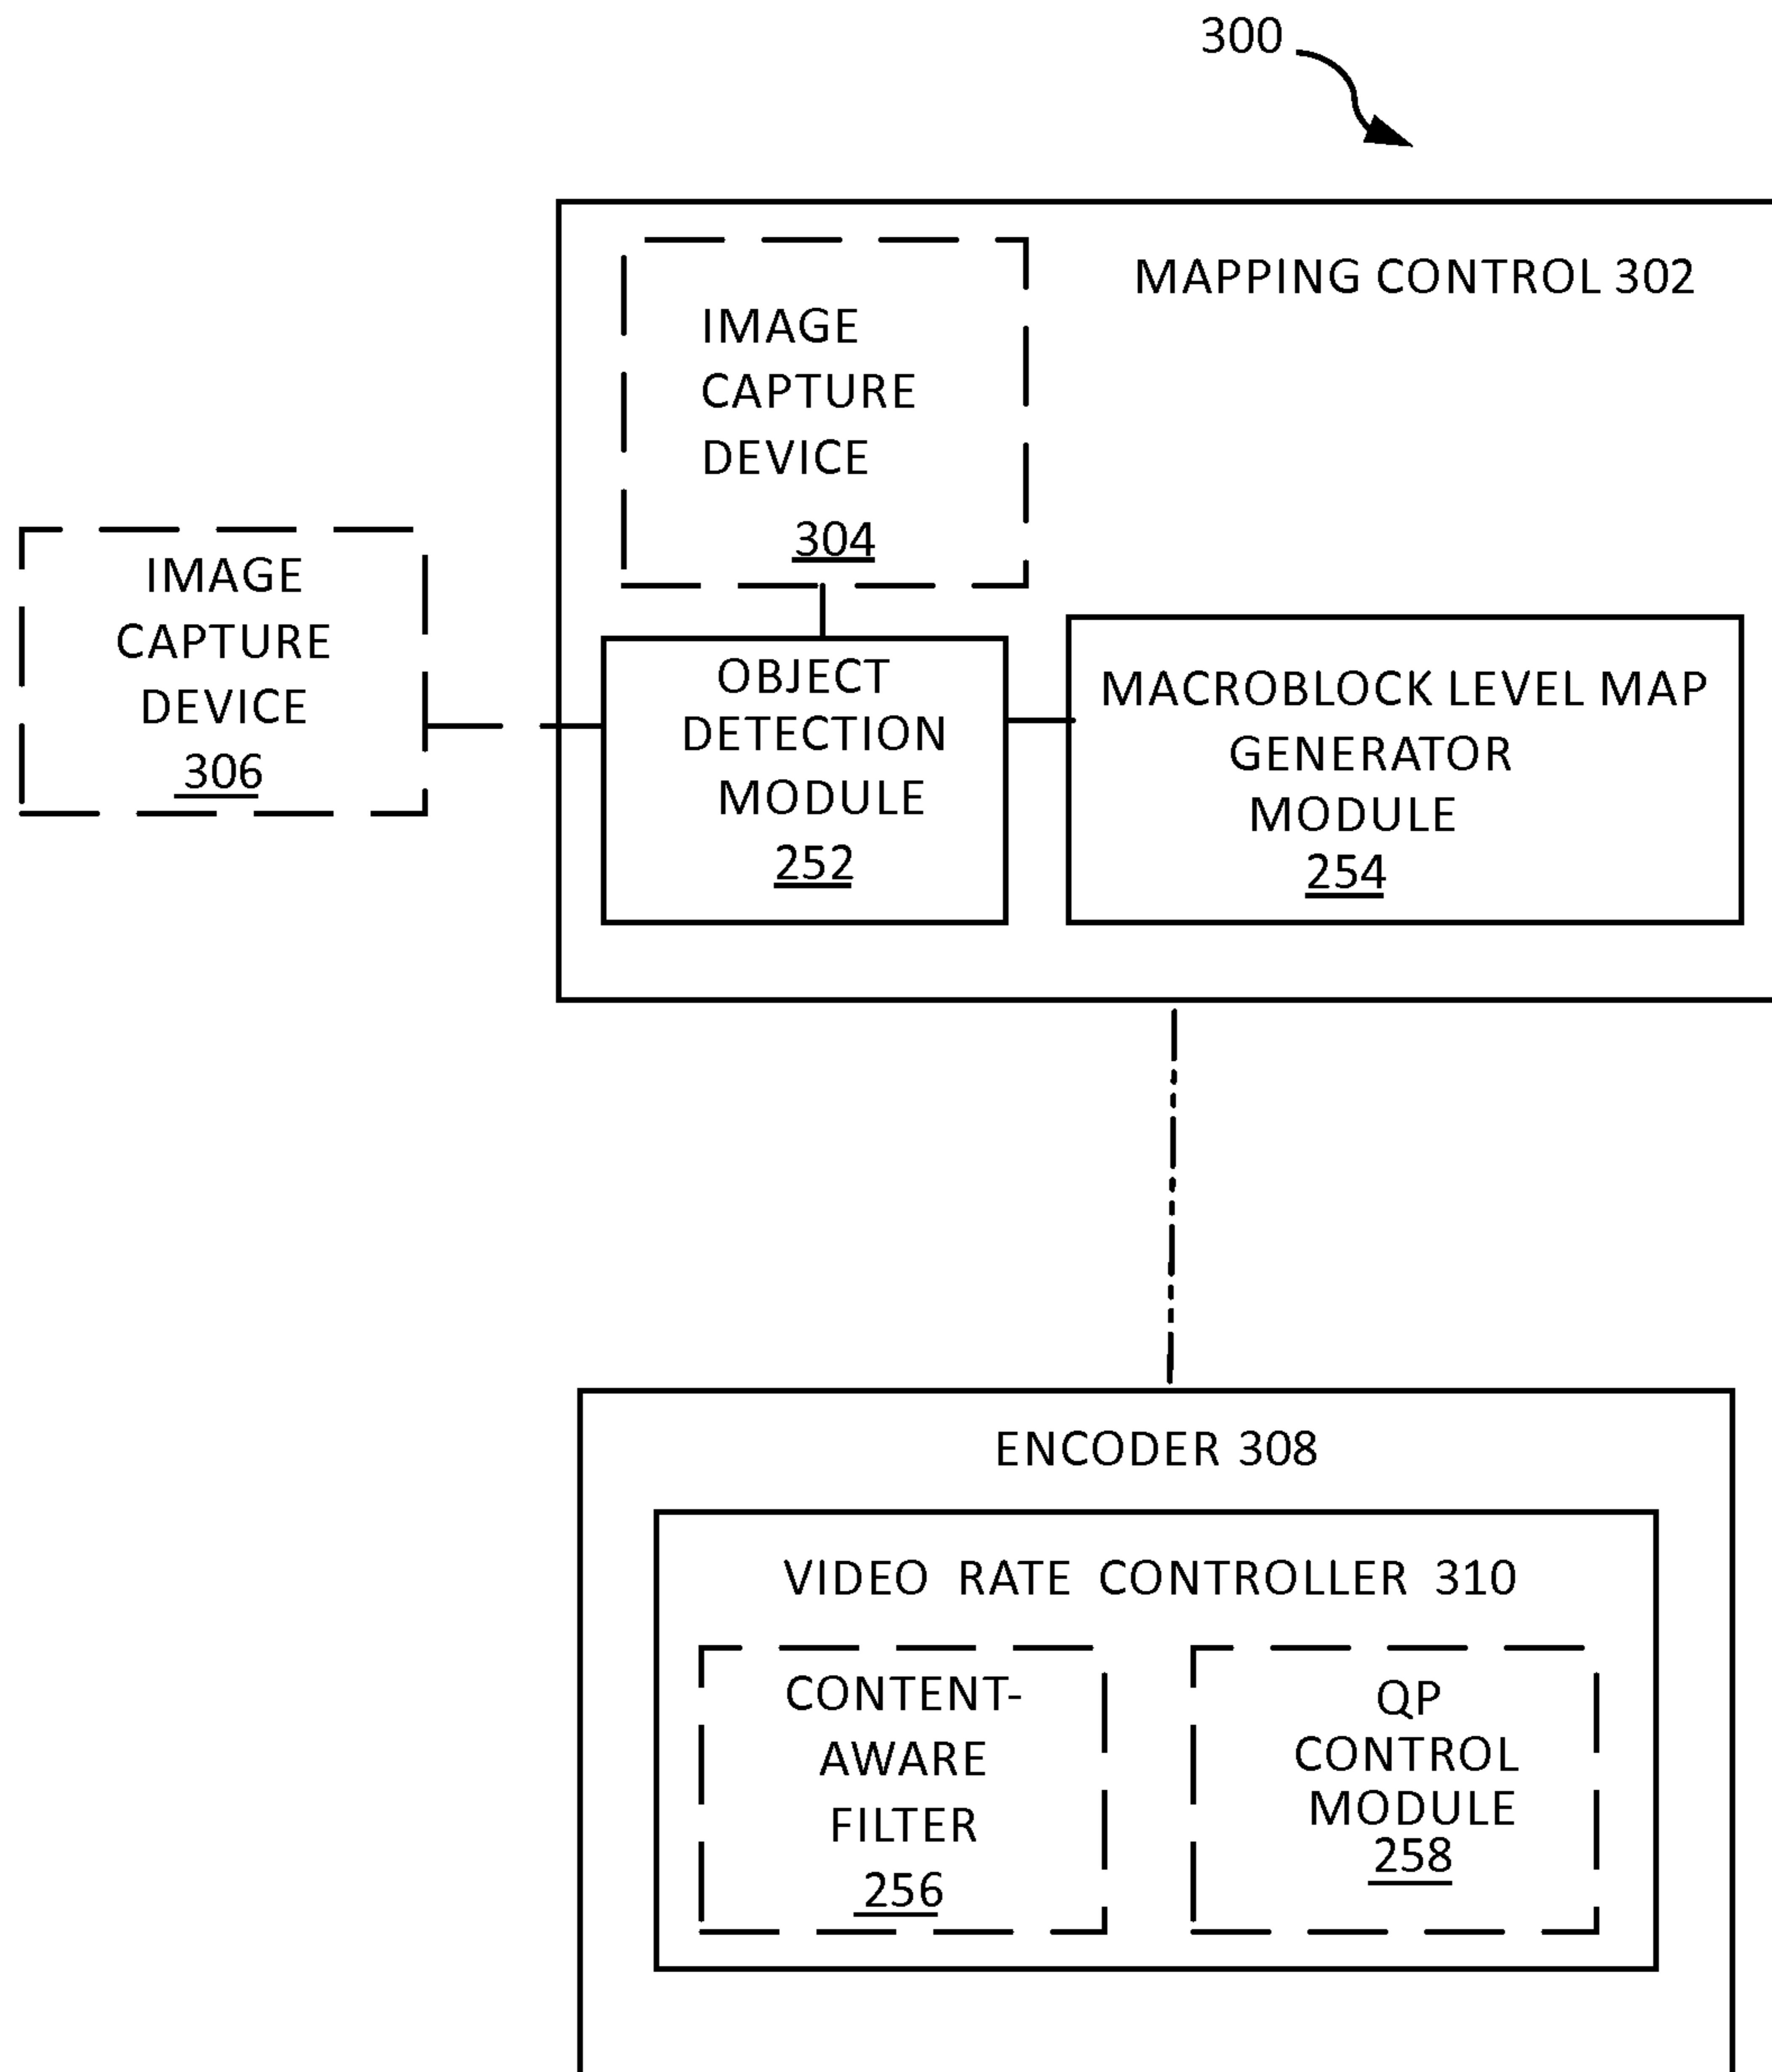 300
MAPPING CONTROL 302
IMAGE
CAPTURE
DEVICE
304
IMAGE
CAPTURE
DEVICE
306
OBJECT
DETECTION
MODULE
252
MACROBLOCK LEVEL MAP
GENERATOR
MODULE
254
ENCODER 308
VIDEO RATE CONTROLLER 310
CONTENT-
AWARE
FILTER
256
QP
CONTROL
MODULE
258